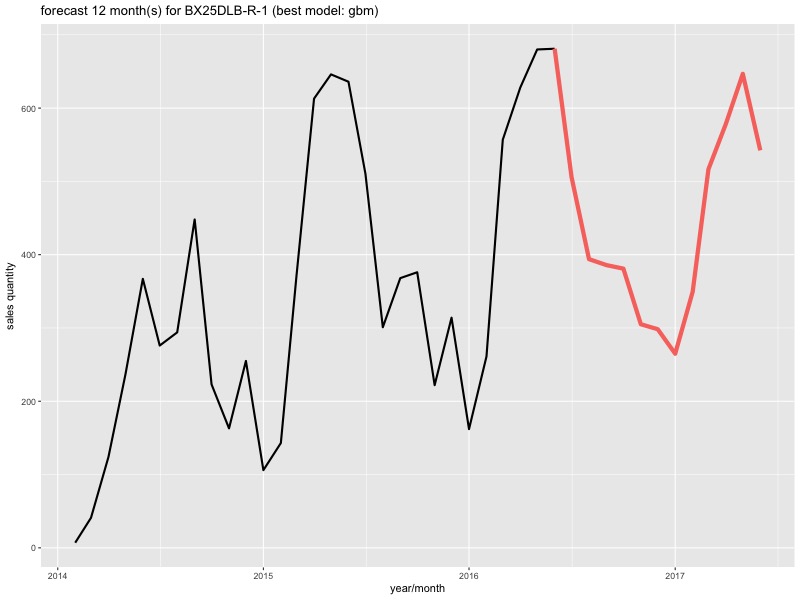 forecast 12 month(s) for BX25DLB-R-1 (best model: gbm)
600
400
200
0
sales quantity
2014 2015 2016 2017
year/month